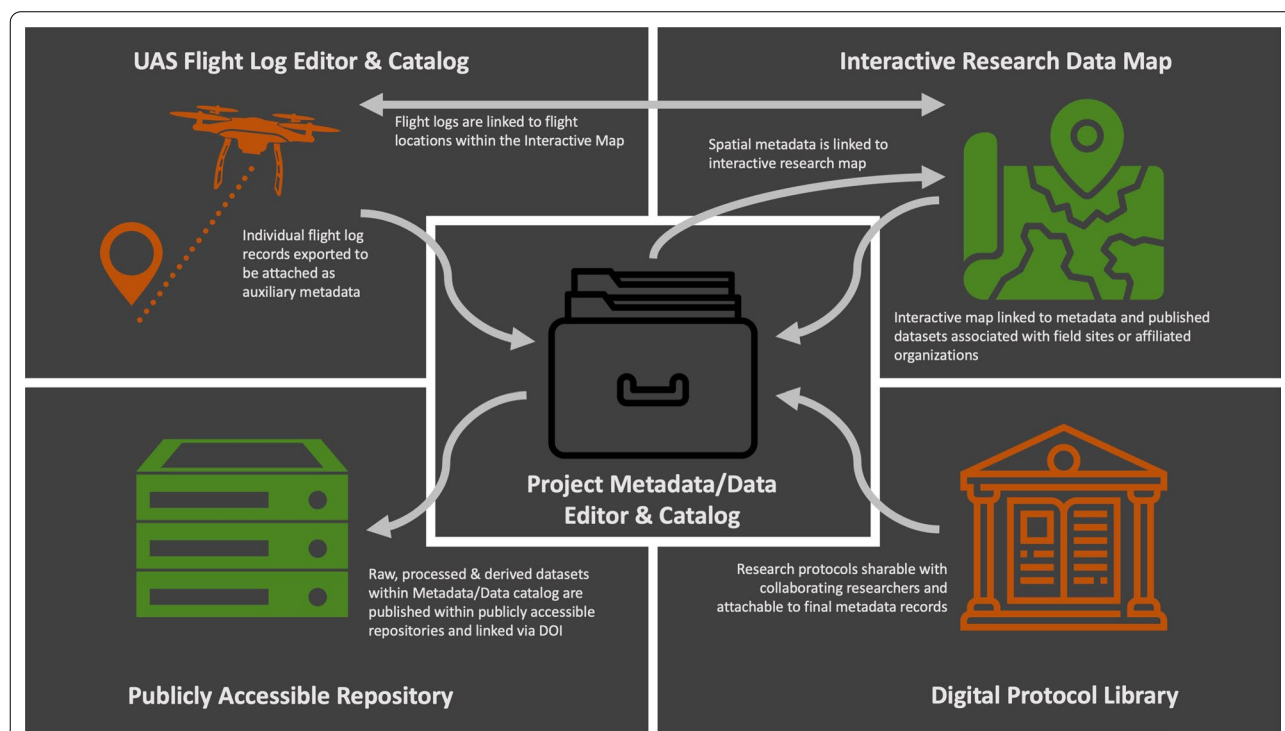 UAS Flight Log Editor & Catalog
Flight logs are linked to flight
locations within the Interactive Map
Individual flight log
records exported to
be attached as
auxiliary metadata
Interactive Research Data Map
Spatial metadata is linked to
interactive research map
Interactive map linked to metadata and published
datasets associated with field sites or affiliated
organizations
Project Metadata/Data
Editor & Catalog
Raw, processed & derived datasets
within Metadata/Data catalog are
published within publicly accessible
repositories and linked via DOI
Publicly Accessible Repository
Research protocols sharable with
collaborating researchers and
attachable to final metadata records
Digital Protocol Library